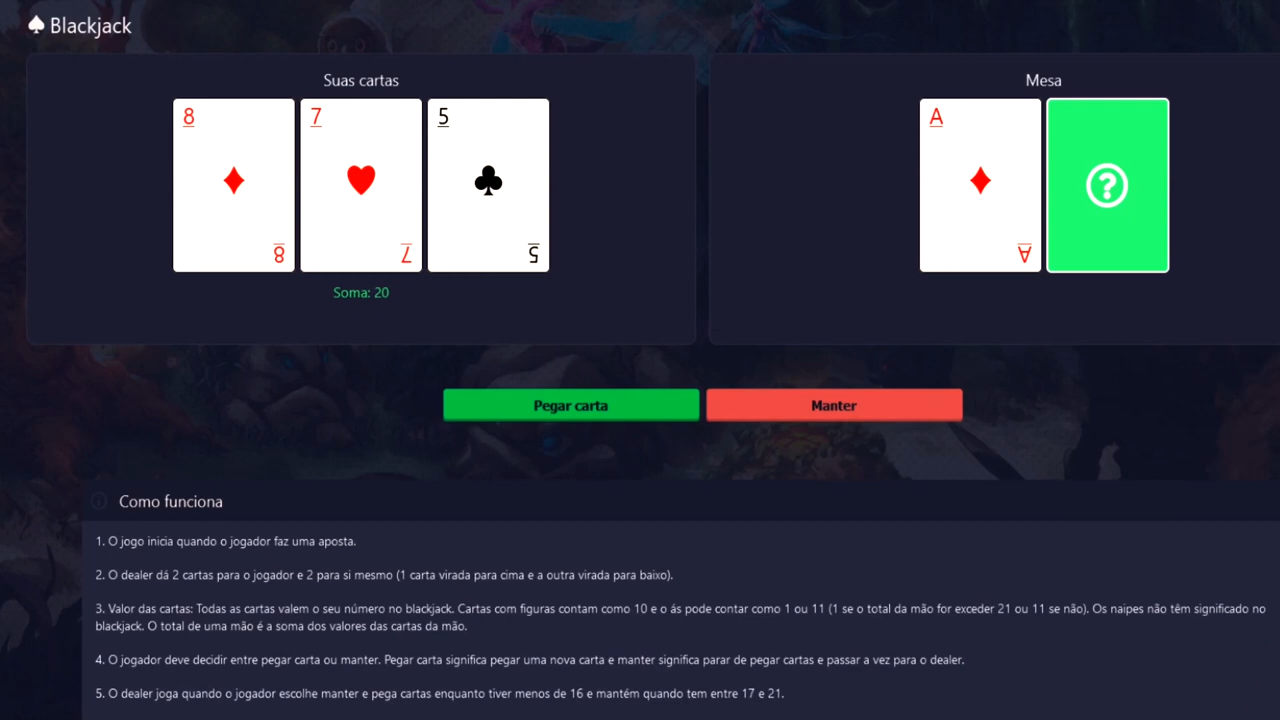 Blackjack
Suas cartas
8
7
5
8
7
5
Soma: 20
Mesa
A
?
A
Pegar carta
Manter
Como funciona
1. O jogo inicia quando o jogador faz uma aposta.
2. O dealer dá 2 cartas para o jogador e 2 para si mesmo (1 carta virada para cima e a outra virada para baixo).
3. Valor das cartas: Todas as cartas valem o seu número no blackjack. Cartas com figuras contam como 10 e o ás pode contar como 1 ou 11 (1 se o total da mão for exceder 21 ou 11 se não). Os naipes não têm significado no
blackjack. O total de uma mão é a soma dos valores das cartas da mão.
4. O jogador deve decidir entre pegar carta ou manter. Pegar carta significa pegar uma nova carta e manter significa parar de pegar cartas e passar a vez para o dealer.
5. O dealer joga quando o jogador escolhe manter e pega cartas enquanto tiver menos de 16 e mantém quando tem entre 17 e 21.